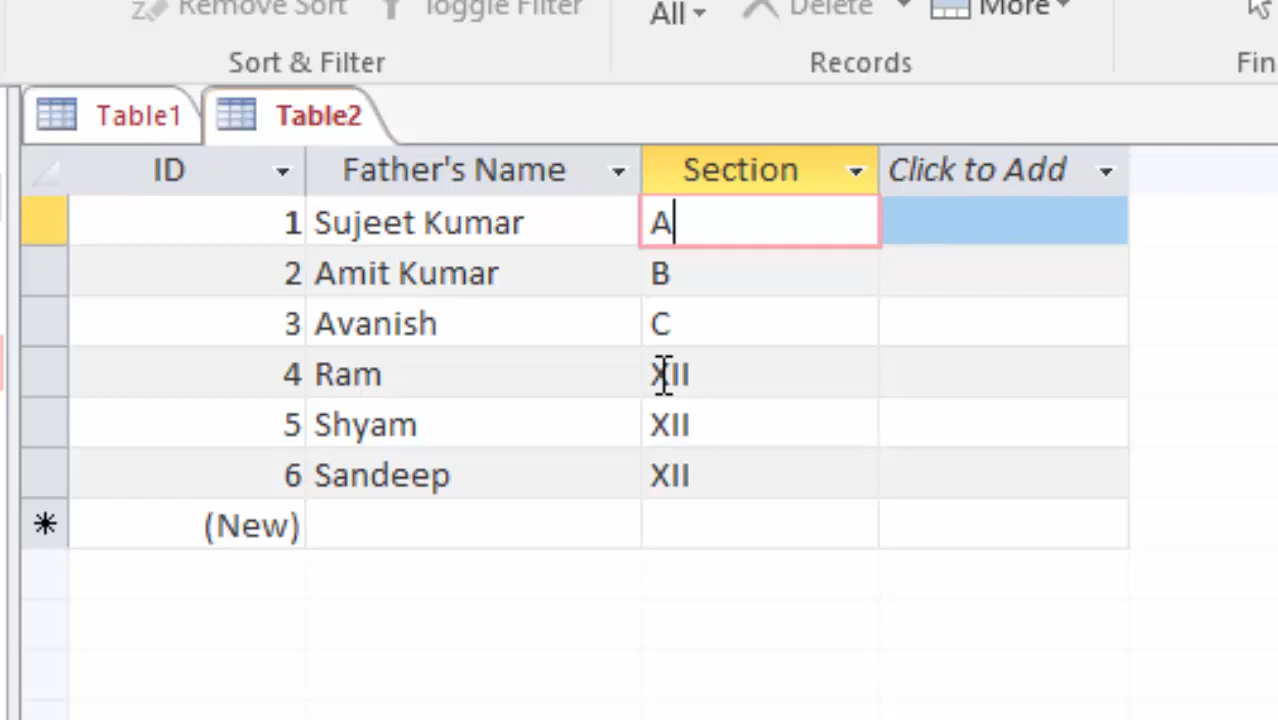 Remove Sort Toggle Filter All Delete More
Sort & Filter Records Fin
Table1 Table2
ID Father's Name Section Click to Add
1 Sujeet Kumar A
2 Amit Kumar B
3 Avanish C
4 Ram XII
5 Shyam XII
6 Sandeep XII
(New)